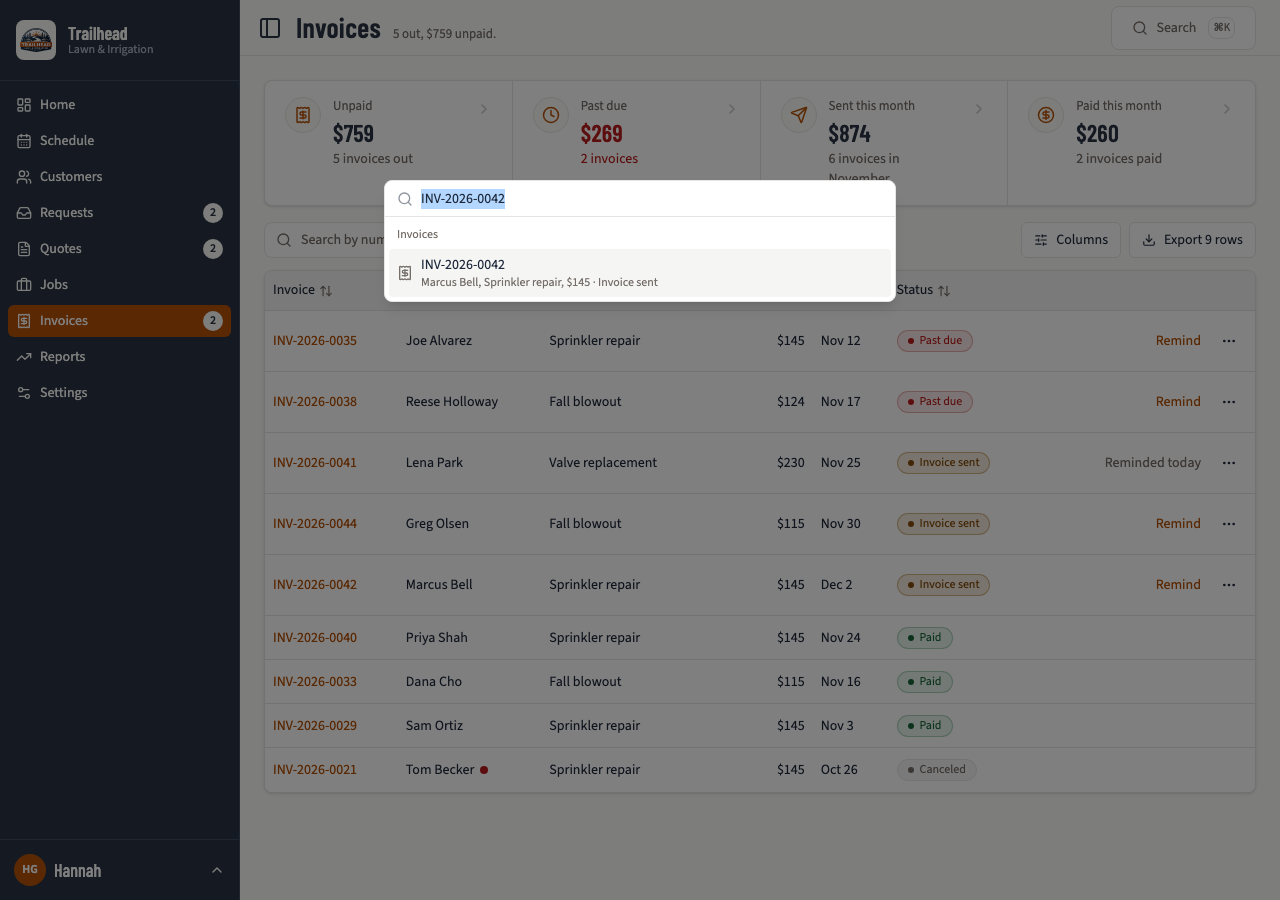 Trailhead
Lawn & Irrigation
Home
Schedule
Customers
Requests 2
Quotes 2
Jobs
Invoices 2
Reports
Settings
HG Hannah
Invoices 5 out, $759 unpaid.
Search ⌘K
Unpaid
$759
5 invoices out
Past due
$269
2 invoices
Sent this month
$874
6 invoices in
November
Paid this month
$260
2 invoices paid
INV-2026-0042
Invoices
INV-2026-0042
Marcus Bell, Sprinkler repair, $145 · Invoice sent
Search by num
Columns
Export 9 rows
Invoice Status
INV-2026-0035 Joe Alvarez Sprinkler repair $145 Nov 12 Past due Remind
INV-2026-0038 Reese Holloway Fall blowout $124 Nov 17 Past due Remind
INV-2026-0041 Lena Park Valve replacement $230 Nov 25 Invoice sent Reminded today
INV-2026-0044 Greg Olsen Fall blowout $115 Nov 30 Invoice sent Remind
INV-2026-0042 Marcus Bell Sprinkler repair $145 Dec 2 Invoice sent Remind
INV-2026-0040 Priya Shah Sprinkler repair $145 Nov 24 Paid
INV-2026-0033 Dana Cho Fall blowout $115 Nov 16 Paid
INV-2026-0029 Sam Ortiz Sprinkler repair $145 Nov 3 Paid
INV-2026-0021 Tom Becker Sprinkler repair $145 Oct 26 Canceled